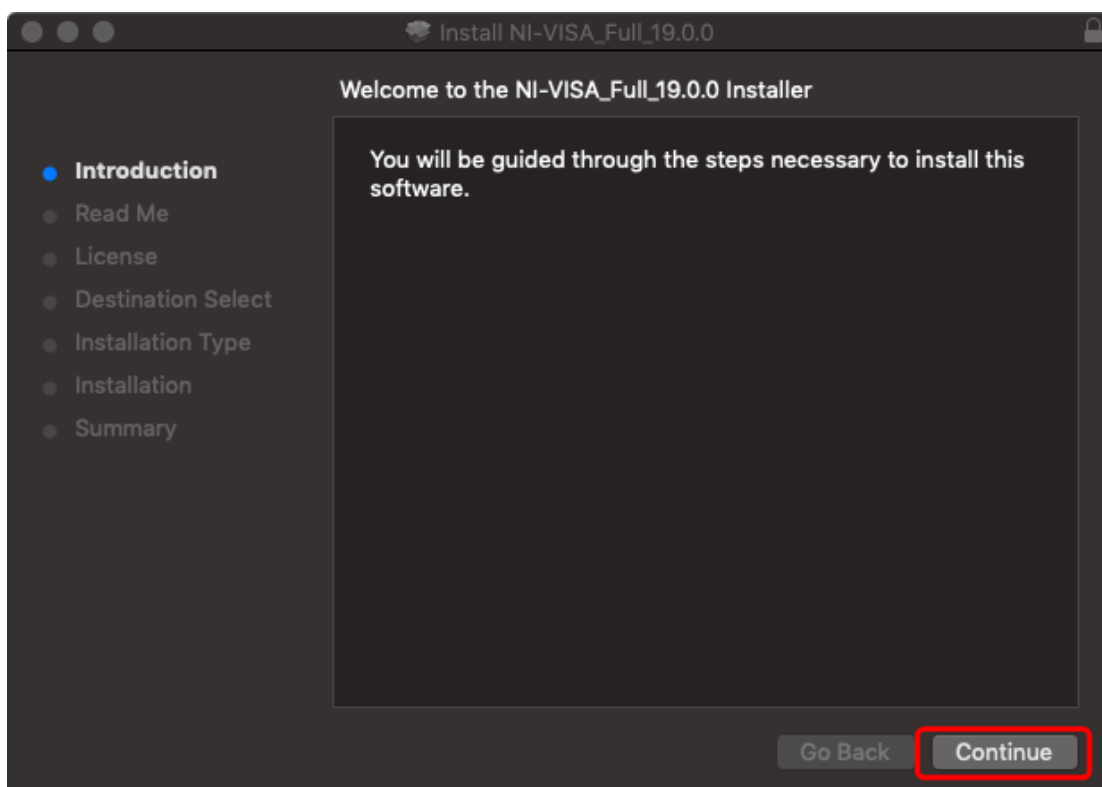 Install NI-VISA_Full_19.0.0
Welcome to the NI-VISA_Full_19.0.0 Installer
Introduction
Read Me
License
Destination Select
Installation Type
Installation
Summary
You will be guided through the steps necessary to install this
software.
Go Back
Continue